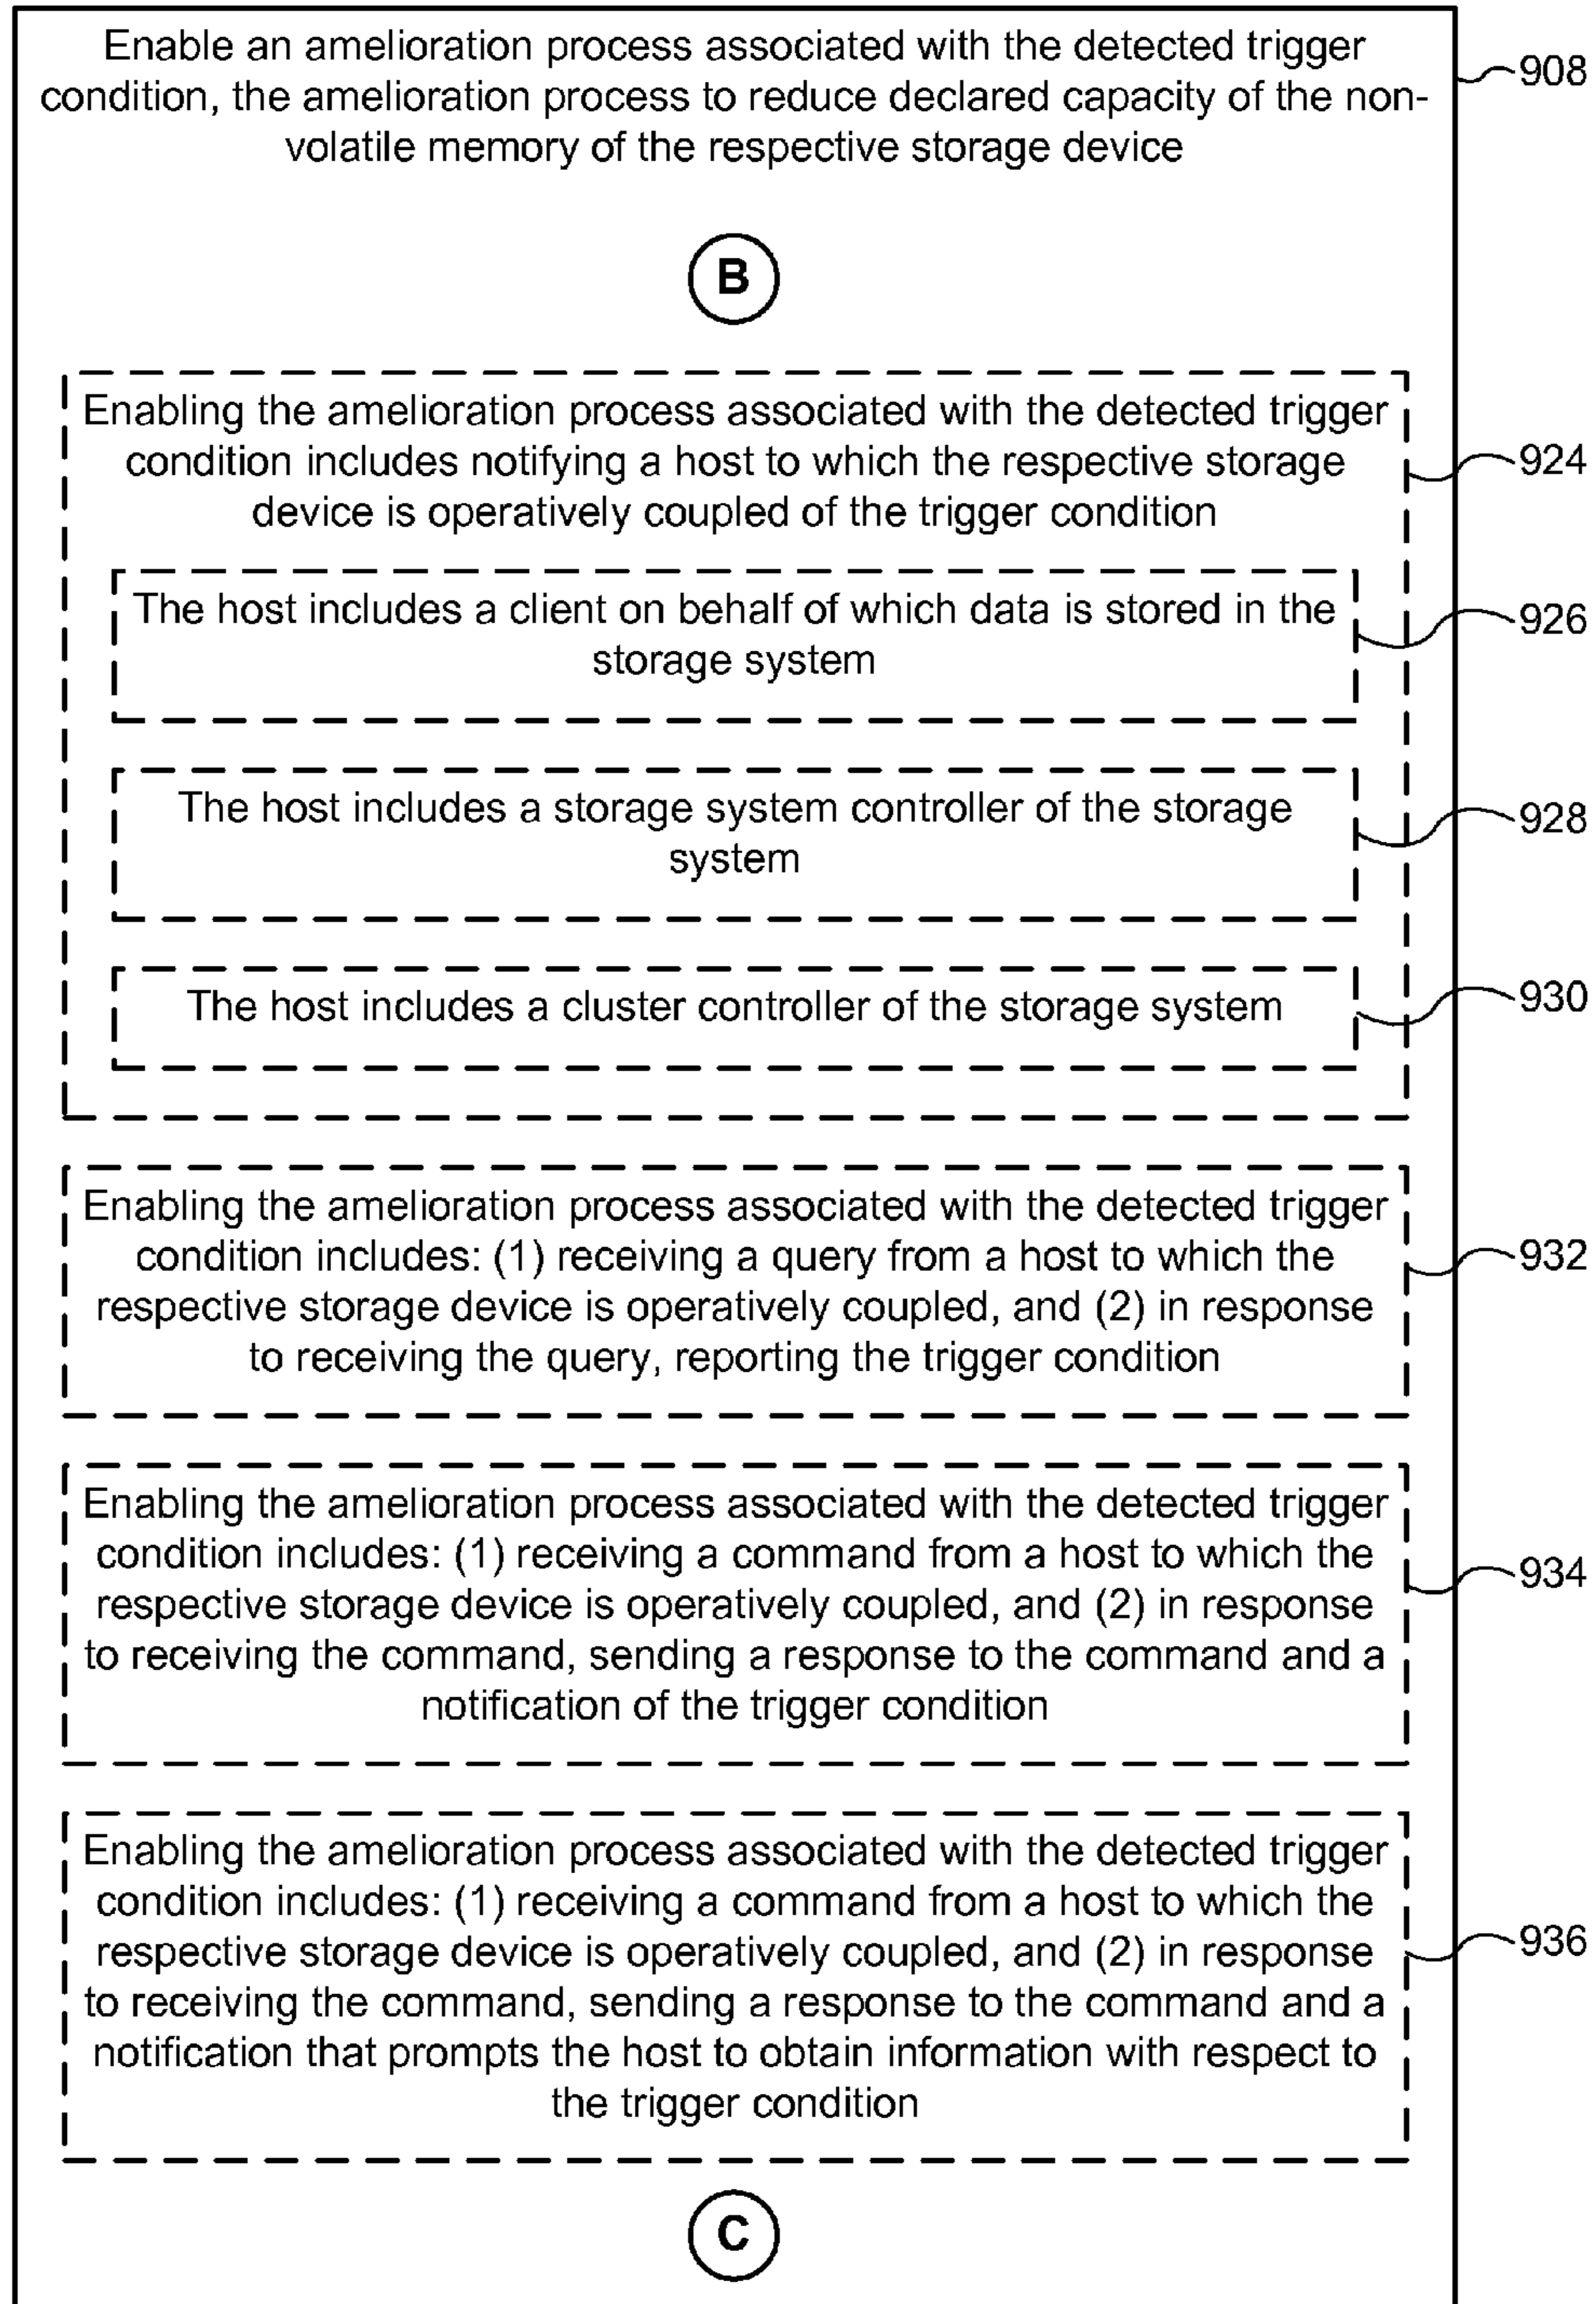 Enable an amelioration process associated with the detected trigger
condition, the amelioration process to reduce declared capacity of the non-
volatile memory of the respective storage device
908
B
Enabling the amelioration process associated with the detected trigger
condition includes notifying a host to which the respective storage
device is operatively coupled of the trigger condition
924
The host includes a client on behalf of which data is stored in the
storage system
926
The host includes a storage system controller of the storage
system
928
The host includes a cluster controller of the storage system
930
Enabling the amelioration process associated with the detected trigger
condition includes: (1) receiving a query from a host to which the
respective storage device is operatively coupled, and (2) in response
to receiving the query, reporting the trigger condition
932
Enabling the amelioration process associated with the detected trigger
condition includes: (1) receiving a command from a host to which the
respective storage device is operatively coupled, and (2) in response
to receiving the command, sending a response to the command and a
notification of the trigger condition
934
Enabling the amelioration process associated with the detected trigger
condition includes: (1) receiving a command from a host to which the
respective storage device is operatively coupled, and (2) in response
to receiving the command, sending a response to the command and a
notification that prompts the host to obtain information with respect to
the trigger condition
936
C